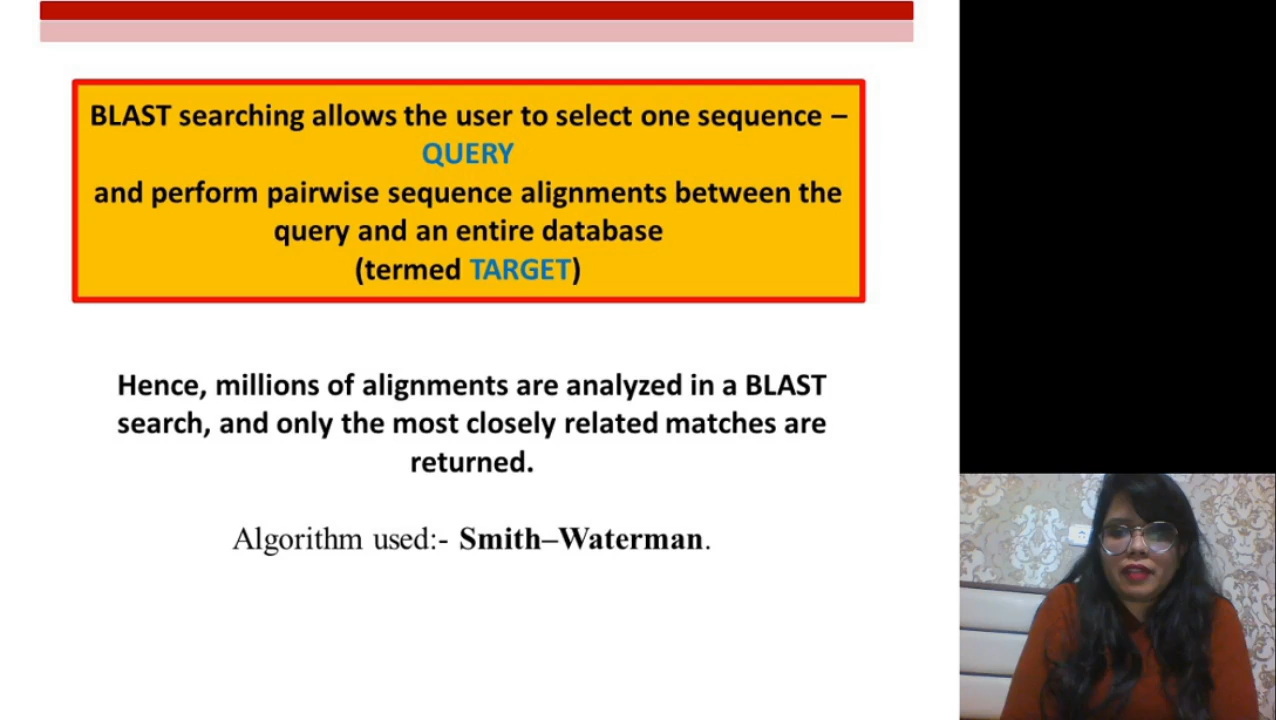 BLAST searching allows the user to select one sequence –
QUERY
and perform pairwise sequence alignments between the
query and an entire database
(termed TARGET)
Hence, millions of alignments are analyzed in a BLAST
search, and only the most closely related matches are
returned.
Algorithm used:- Smith–Waterman.